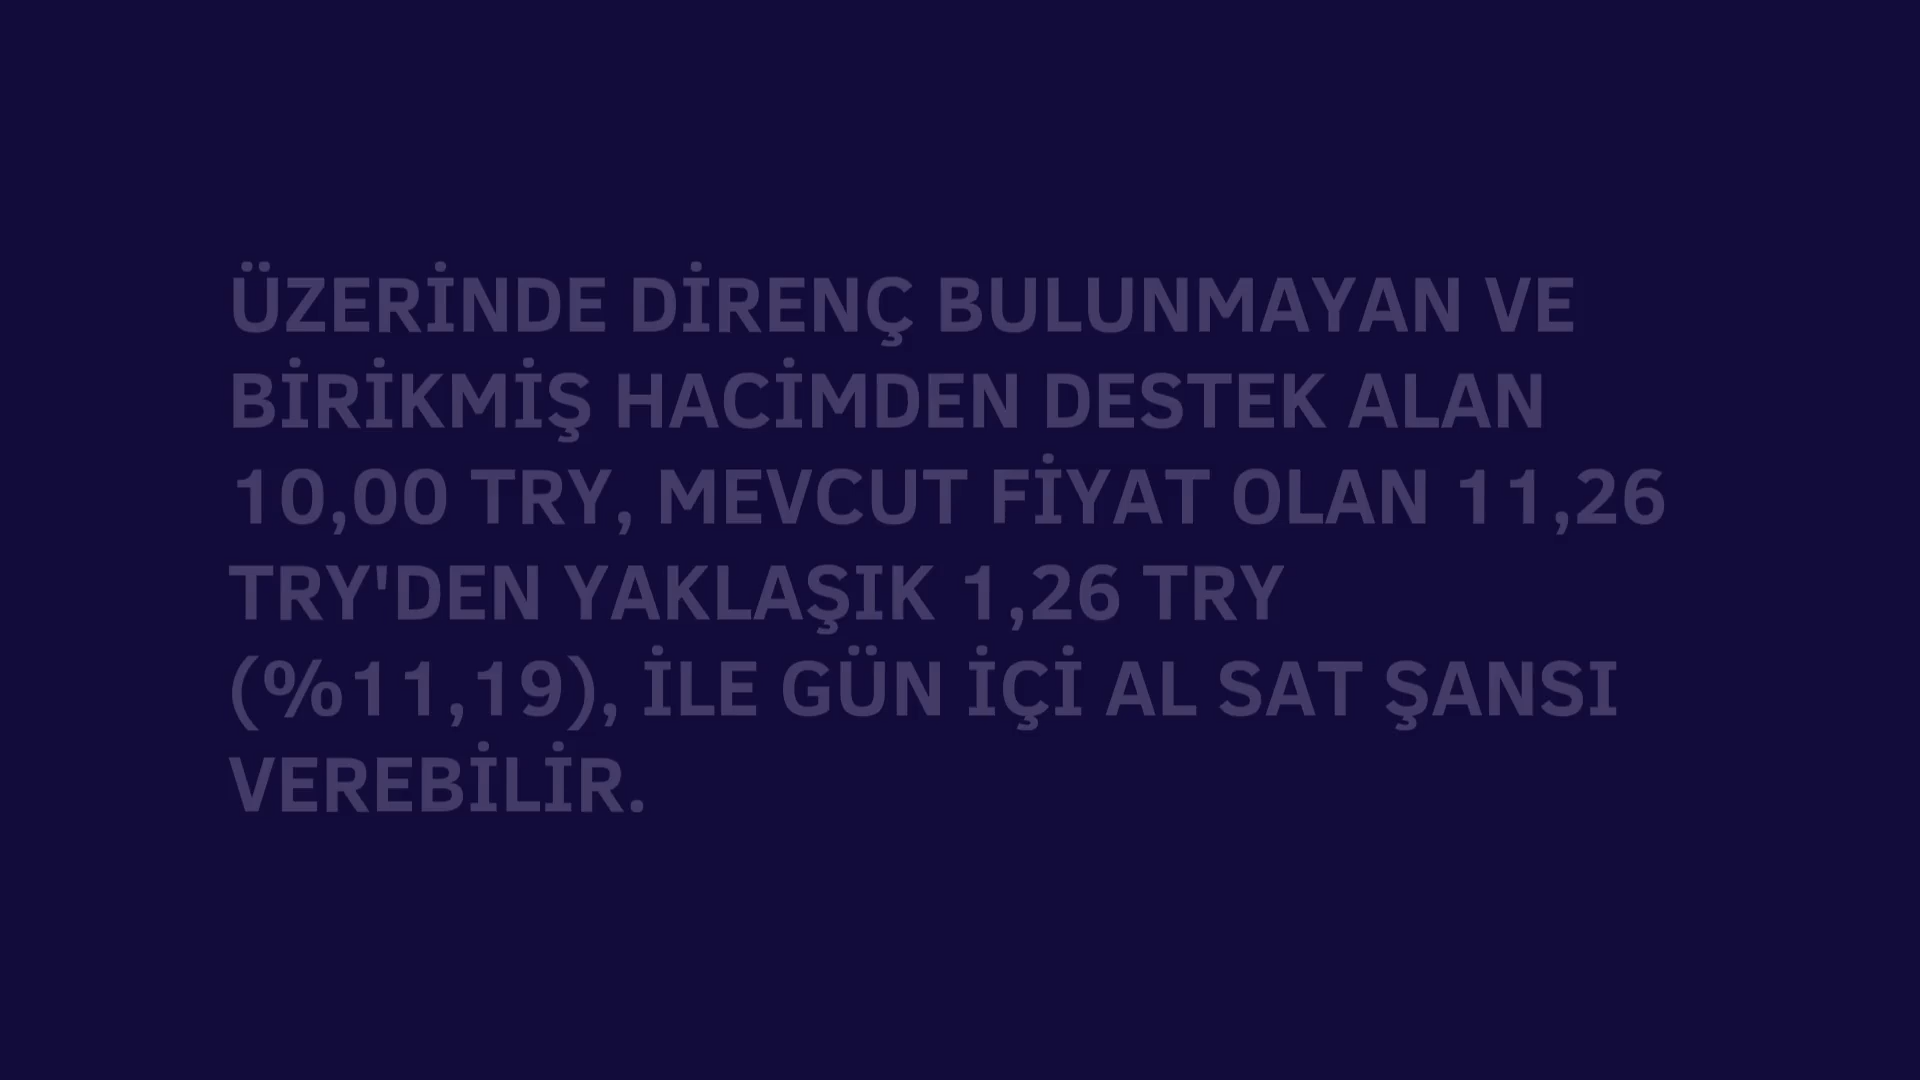 ÜZERİNDE DİRENÇ BULUNMAYAN VE
BİRİKMİŞ HACİMDEN DESTEK ALAN
10,00 TRY, MEVCUT FİYAT OLAN 11,26
TRY'DEN YAKLAŞIK 1,26 TRY
(%11,19), İLE GÜN İÇİ AL SAT ŞANSI
VEREBİLİR.